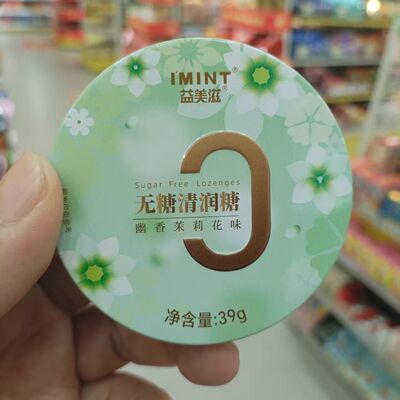 IMINT®
益美滋®
Sugar Free Lozenges
无糖清润糖
幽香茉莉花味
净含量:39g